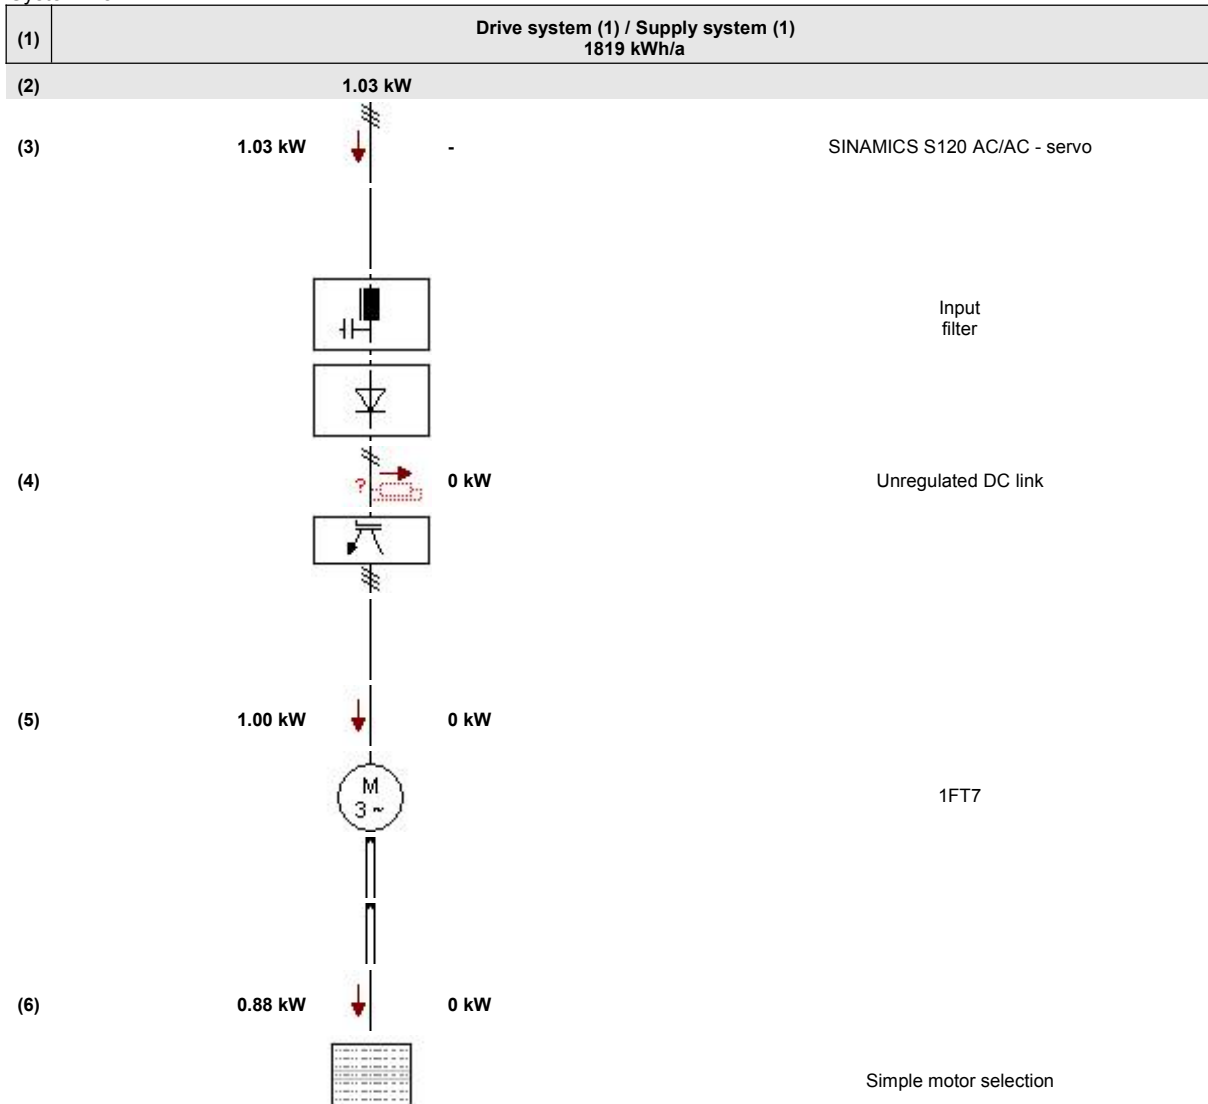 (1)
Drive system (1) / Supply system (1)
1819 kWh/a
(2) 1.03 kW
(3) 1.03 kW - SINAMICS S120 AC/AC - servo
Input
filter
(4) ? 0 kW Unregulated DC link
(5) 1.00 kW 0 kW
M
3 ~
1FT7
(6) 0.88 kW 0 kW
Simple motor selection